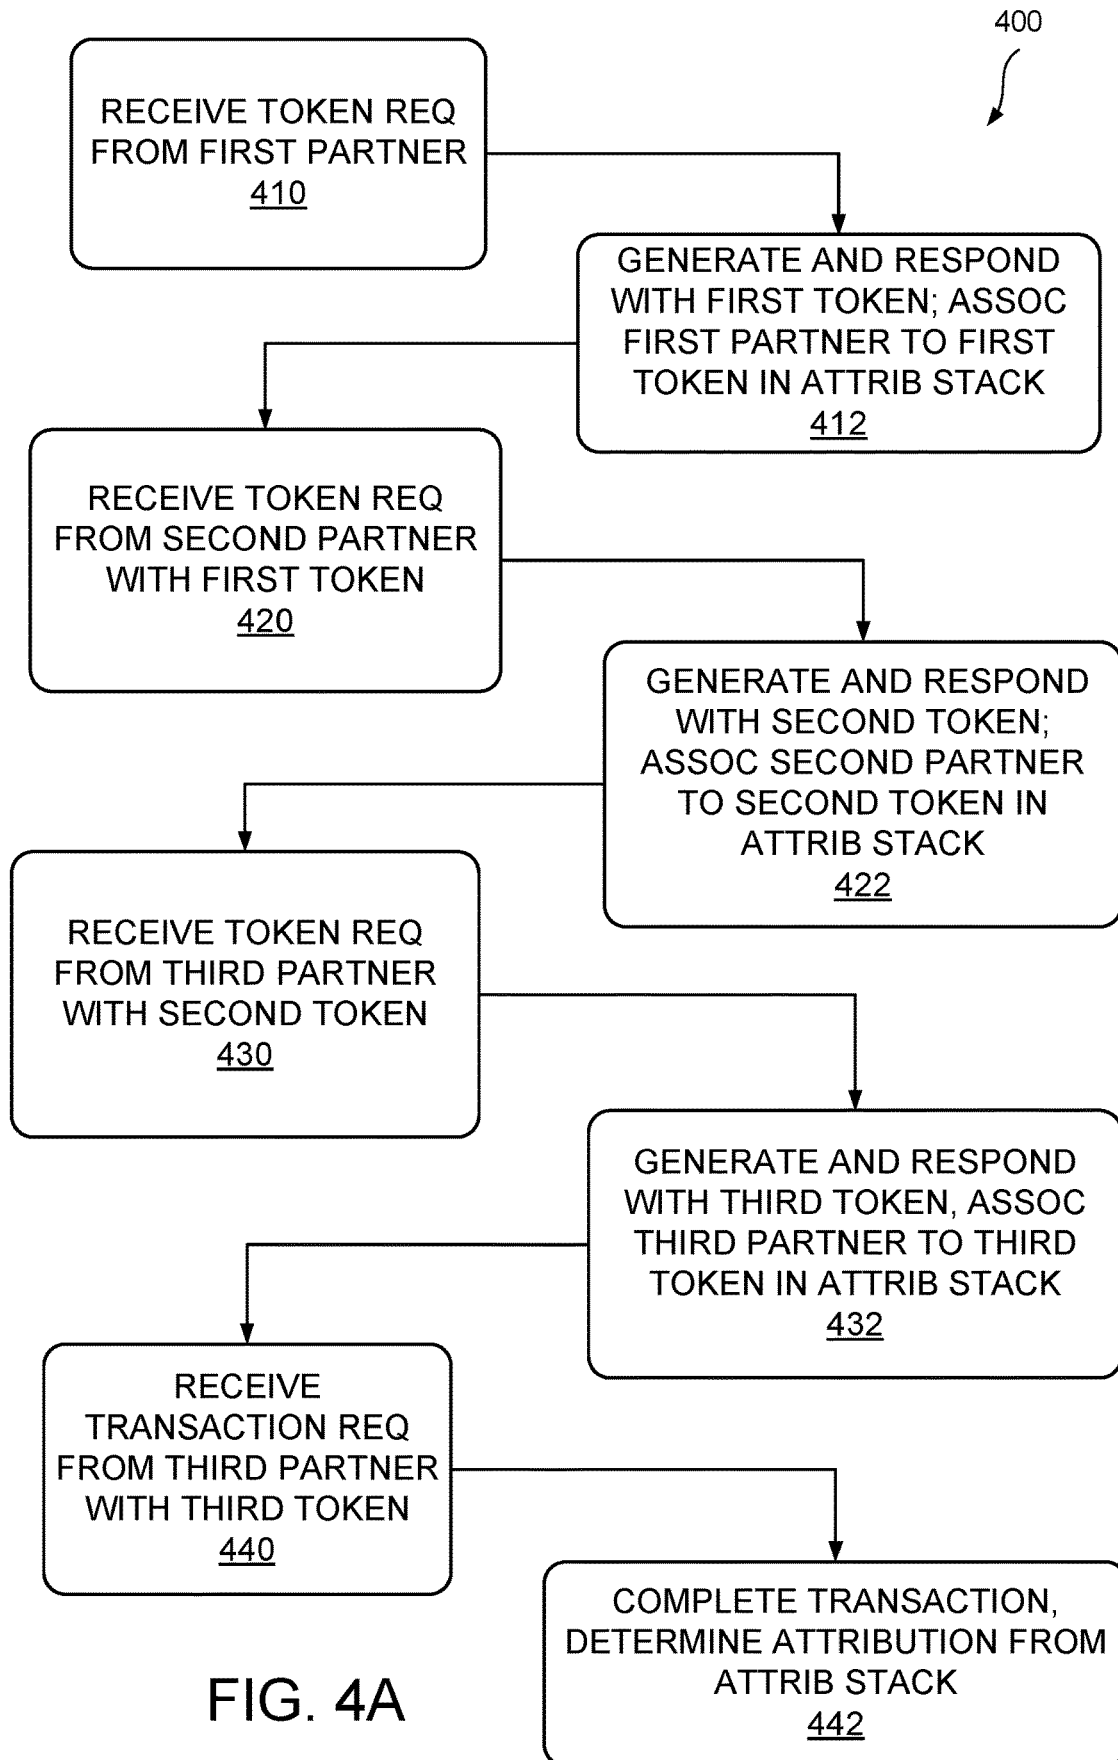 400
RECEIVE TOKEN REQ
FROM FIRST PARTNER
410
GENERATE AND RESPOND
WITH FIRST TOKEN; ASSOC
FIRST PARTNER TO FIRST
TOKEN IN ATTRIB STACK
412
RECEIVE TOKEN REQ
FROM SECOND PARTNER
WITH FIRST TOKEN
420
GENERATE AND RESPOND
WITH SECOND TOKEN;
ASSOC SECOND PARTNER
TO SECOND TOKEN IN
ATTRIB STACK
422
RECEIVE TOKEN REQ
FROM THIRD PARTNER
WITH SECOND TOKEN
430
GENERATE AND RESPOND
WITH THIRD TOKEN, ASSOC
THIRD PARTNER TO THIRD
TOKEN IN ATTRIB STACK
432
RECEIVE
TRANSACTION REQ
FROM THIRD PARTNER
WITH THIRD TOKEN
440
COMPLETE TRANSACTION,
DETERMINE ATTRIBUTION FROM
ATTRIB STACK
442
FIG. 4A